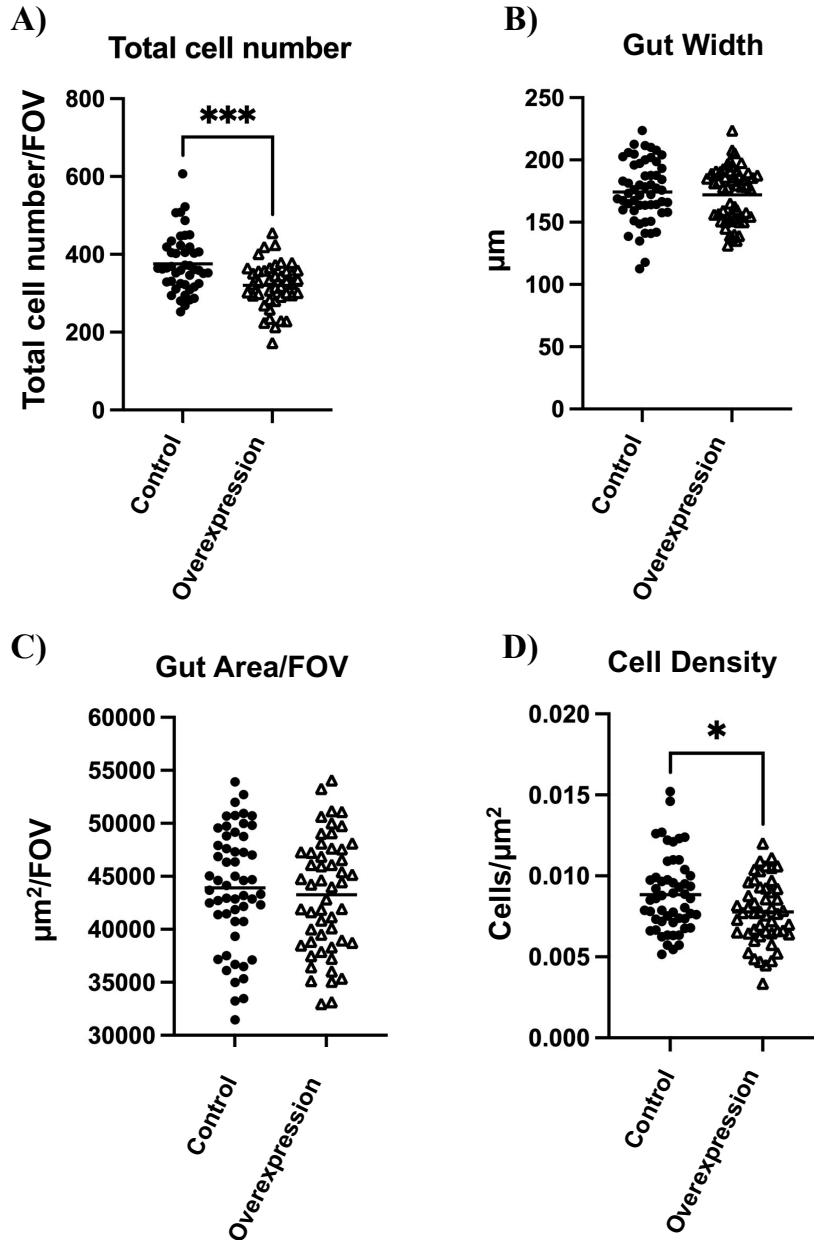 A)
Total cell number
Total cell number/FOV
800
600
400
200
0
***
Control
Overexpression
B)
Gut Width
µm
250
200
150
100
50
0
Control
Overexpression
C)
Gut Area/FOV
µm²/FOV
60000
55000
50000
45000
40000
35000
30000
Control
Overexpression
D)
Cell Density
Cells/µm²
0.020
0.015
0.010
0.005
0.000
*
Control
Overexpression